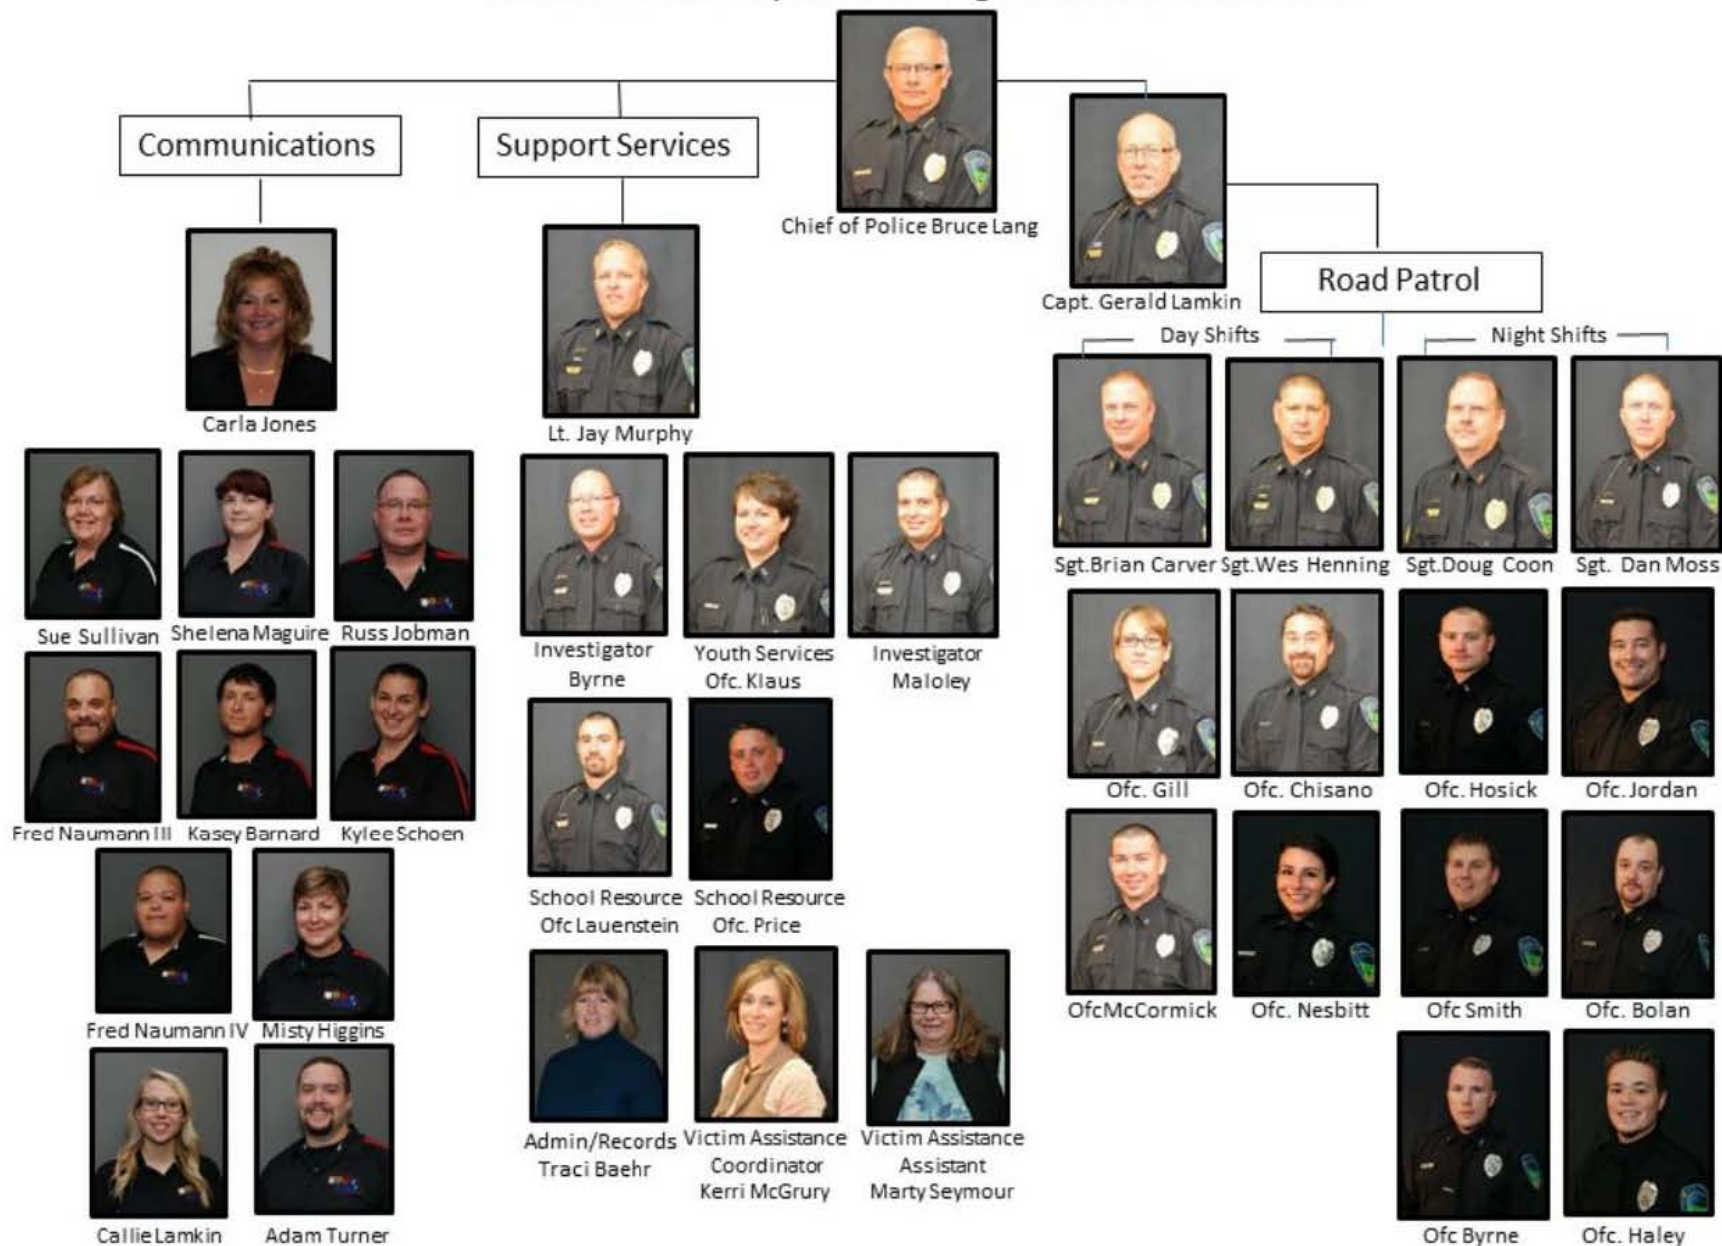 Communications
Support Services
Chief of Police Bruce Lang
Capt. Gerald Lamkin
Road Patrol
Day Shifts
Night Shifts
Carla Jones
Lt. Jay Murphy
Sgt.Brian Carver
Sgt.Wes Henning
Sgt.Doug Coon
Sgt. Dan Moss
Sue Sullivan
Shelena Maguire
Russ Jobman
Investigator
Byrne
Youth Services
Ofc. Klaus
Investigator
Maloley
Ofc. Gill
Ofc. Chisano
Ofc. Hosick
Ofc. Jordan
Fred Naumann III
Kasey Barnard
Kylee Schoen
School Resource
Ofc Lauenstein
School Resource
Ofc. Price
OfcMcCormick
Ofc. Nesbitt
Ofc Smith
Ofc. Bolan
Fred Naumann IV
Misty Higgins
Admin/Records
Traci Baehr
Victim Assistance
Coordinator
Kerri McGrury
Victim Assistance
Assistant
Marty Seymour
Callie Lamkin
Adam Turner
Ofc Byrne
Ofc. Haley